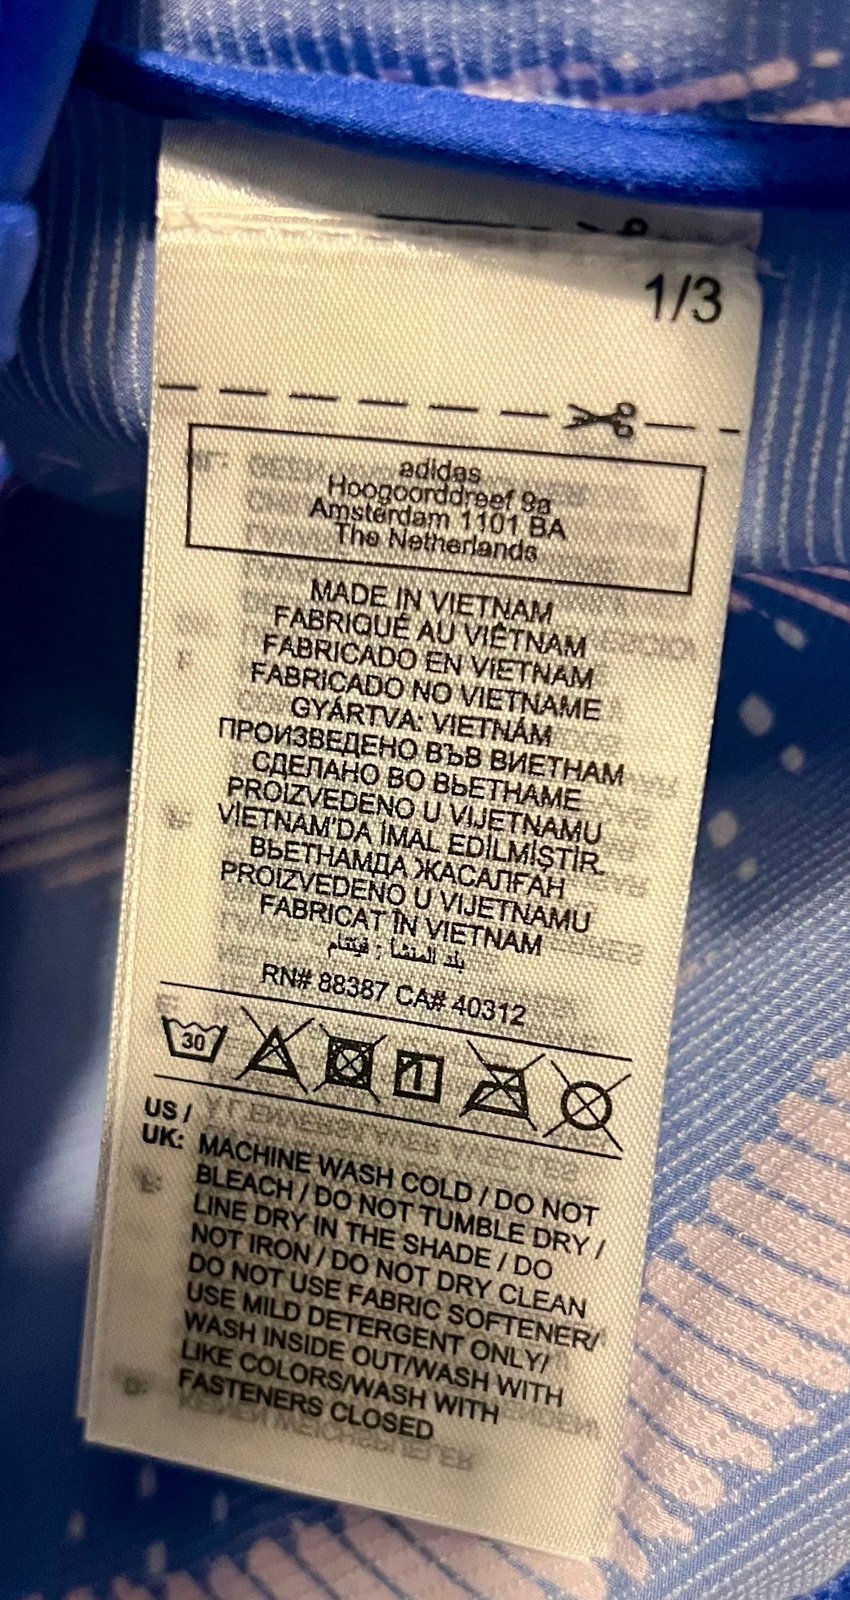 1/3
adidas
Hoogoorddreef 9a
Amsterdam 1101 BA
The Netherlands
MADE IN VIETNAM
FABRIQUÉ AU VIÊTNAM
FABRICADO EN VIETNAM
FABRICADO NO VIETNAME
GYÁRTVA: VIETNÁM
ПРОИЗВЕДЕНО ВЪВ ВИЕТНАМ
СДЕЛАНО ВО ВЬЕТНАМЕ
PROIZVEDENO U VIJETNAMU
VİETNAM'DA İMAL EDİLMİŞTİR.
ВЬЕТНАМДА ЖАСАЛҒАН
PROIZVEDENO U VIJETNAMU
FABRICAT ÎN VIETNAM
بلد المنشأ : فيتنام
RN# 88387 CA# 40312
30
1
US /
UK: MACHINE WASH COLD / DO NOT
BLEACH / DO NOT TUMBLE DRY /
LINE DRY IN THE SHADE / DO
NOT IRON / DO NOT DRY CLEAN
DO NOT USE FABRIC SOFTENER/
USE MILD DETERGENT ONLY/
WASH INSIDE OUT/WASH WITH
LIKE COLORS/WASH WITH
FASTENERS CLOSED